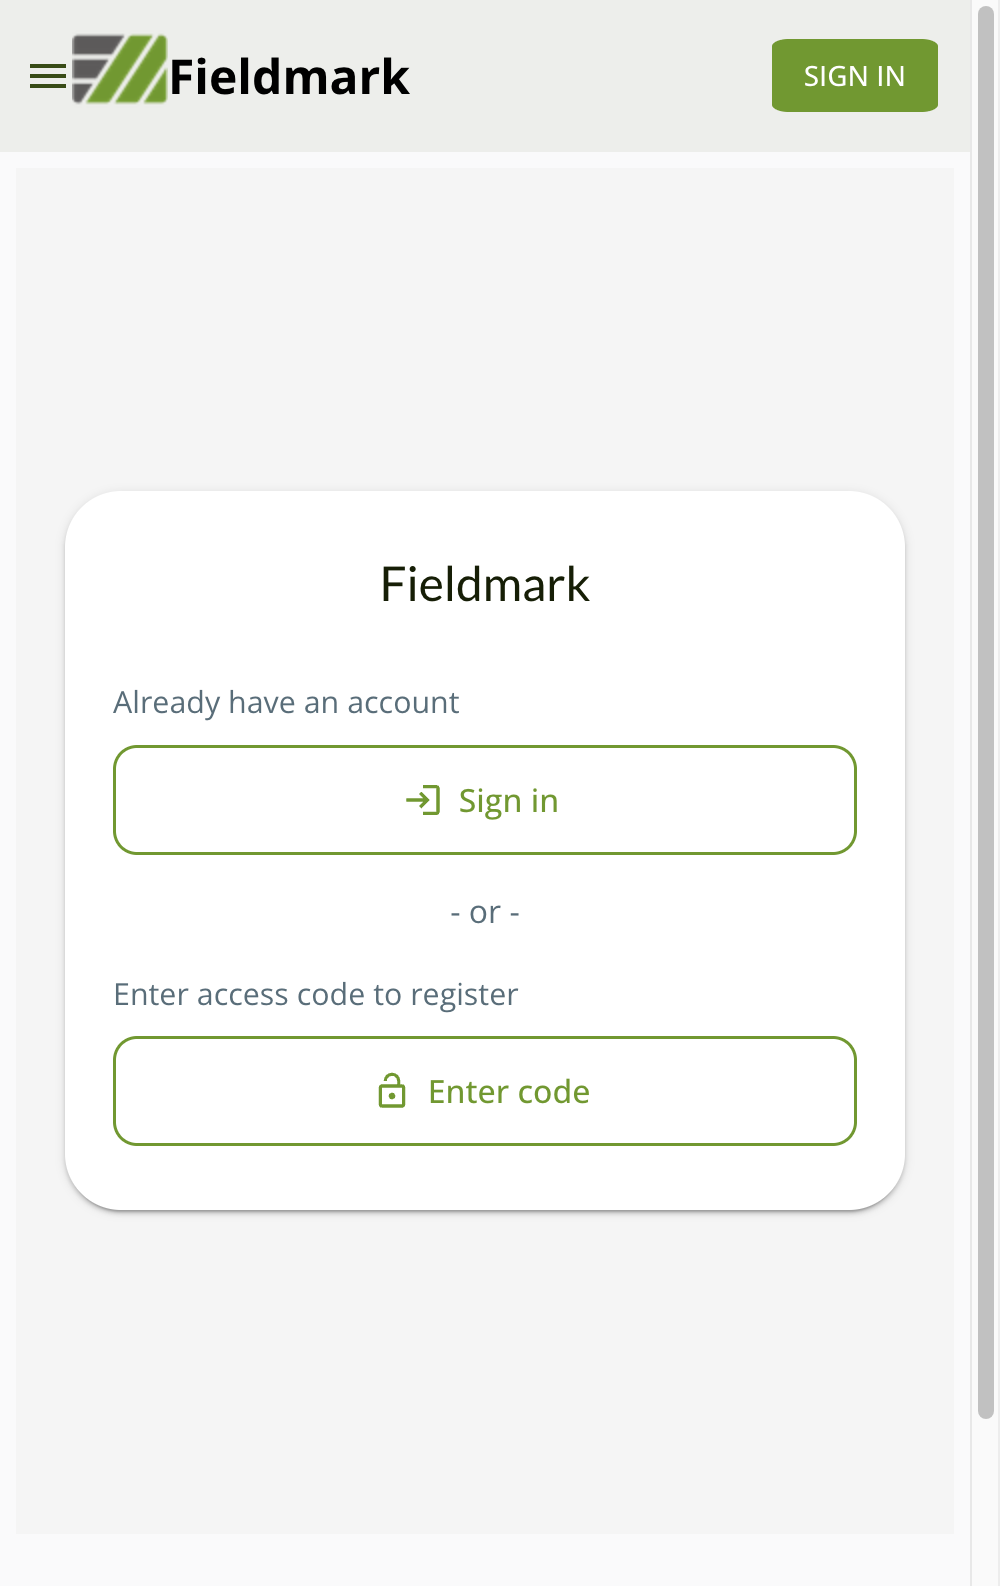 Fieldmark
SIGN IN
Fieldmark
Already have an account
Sign in
- or -
Enter access code to register
Enter code